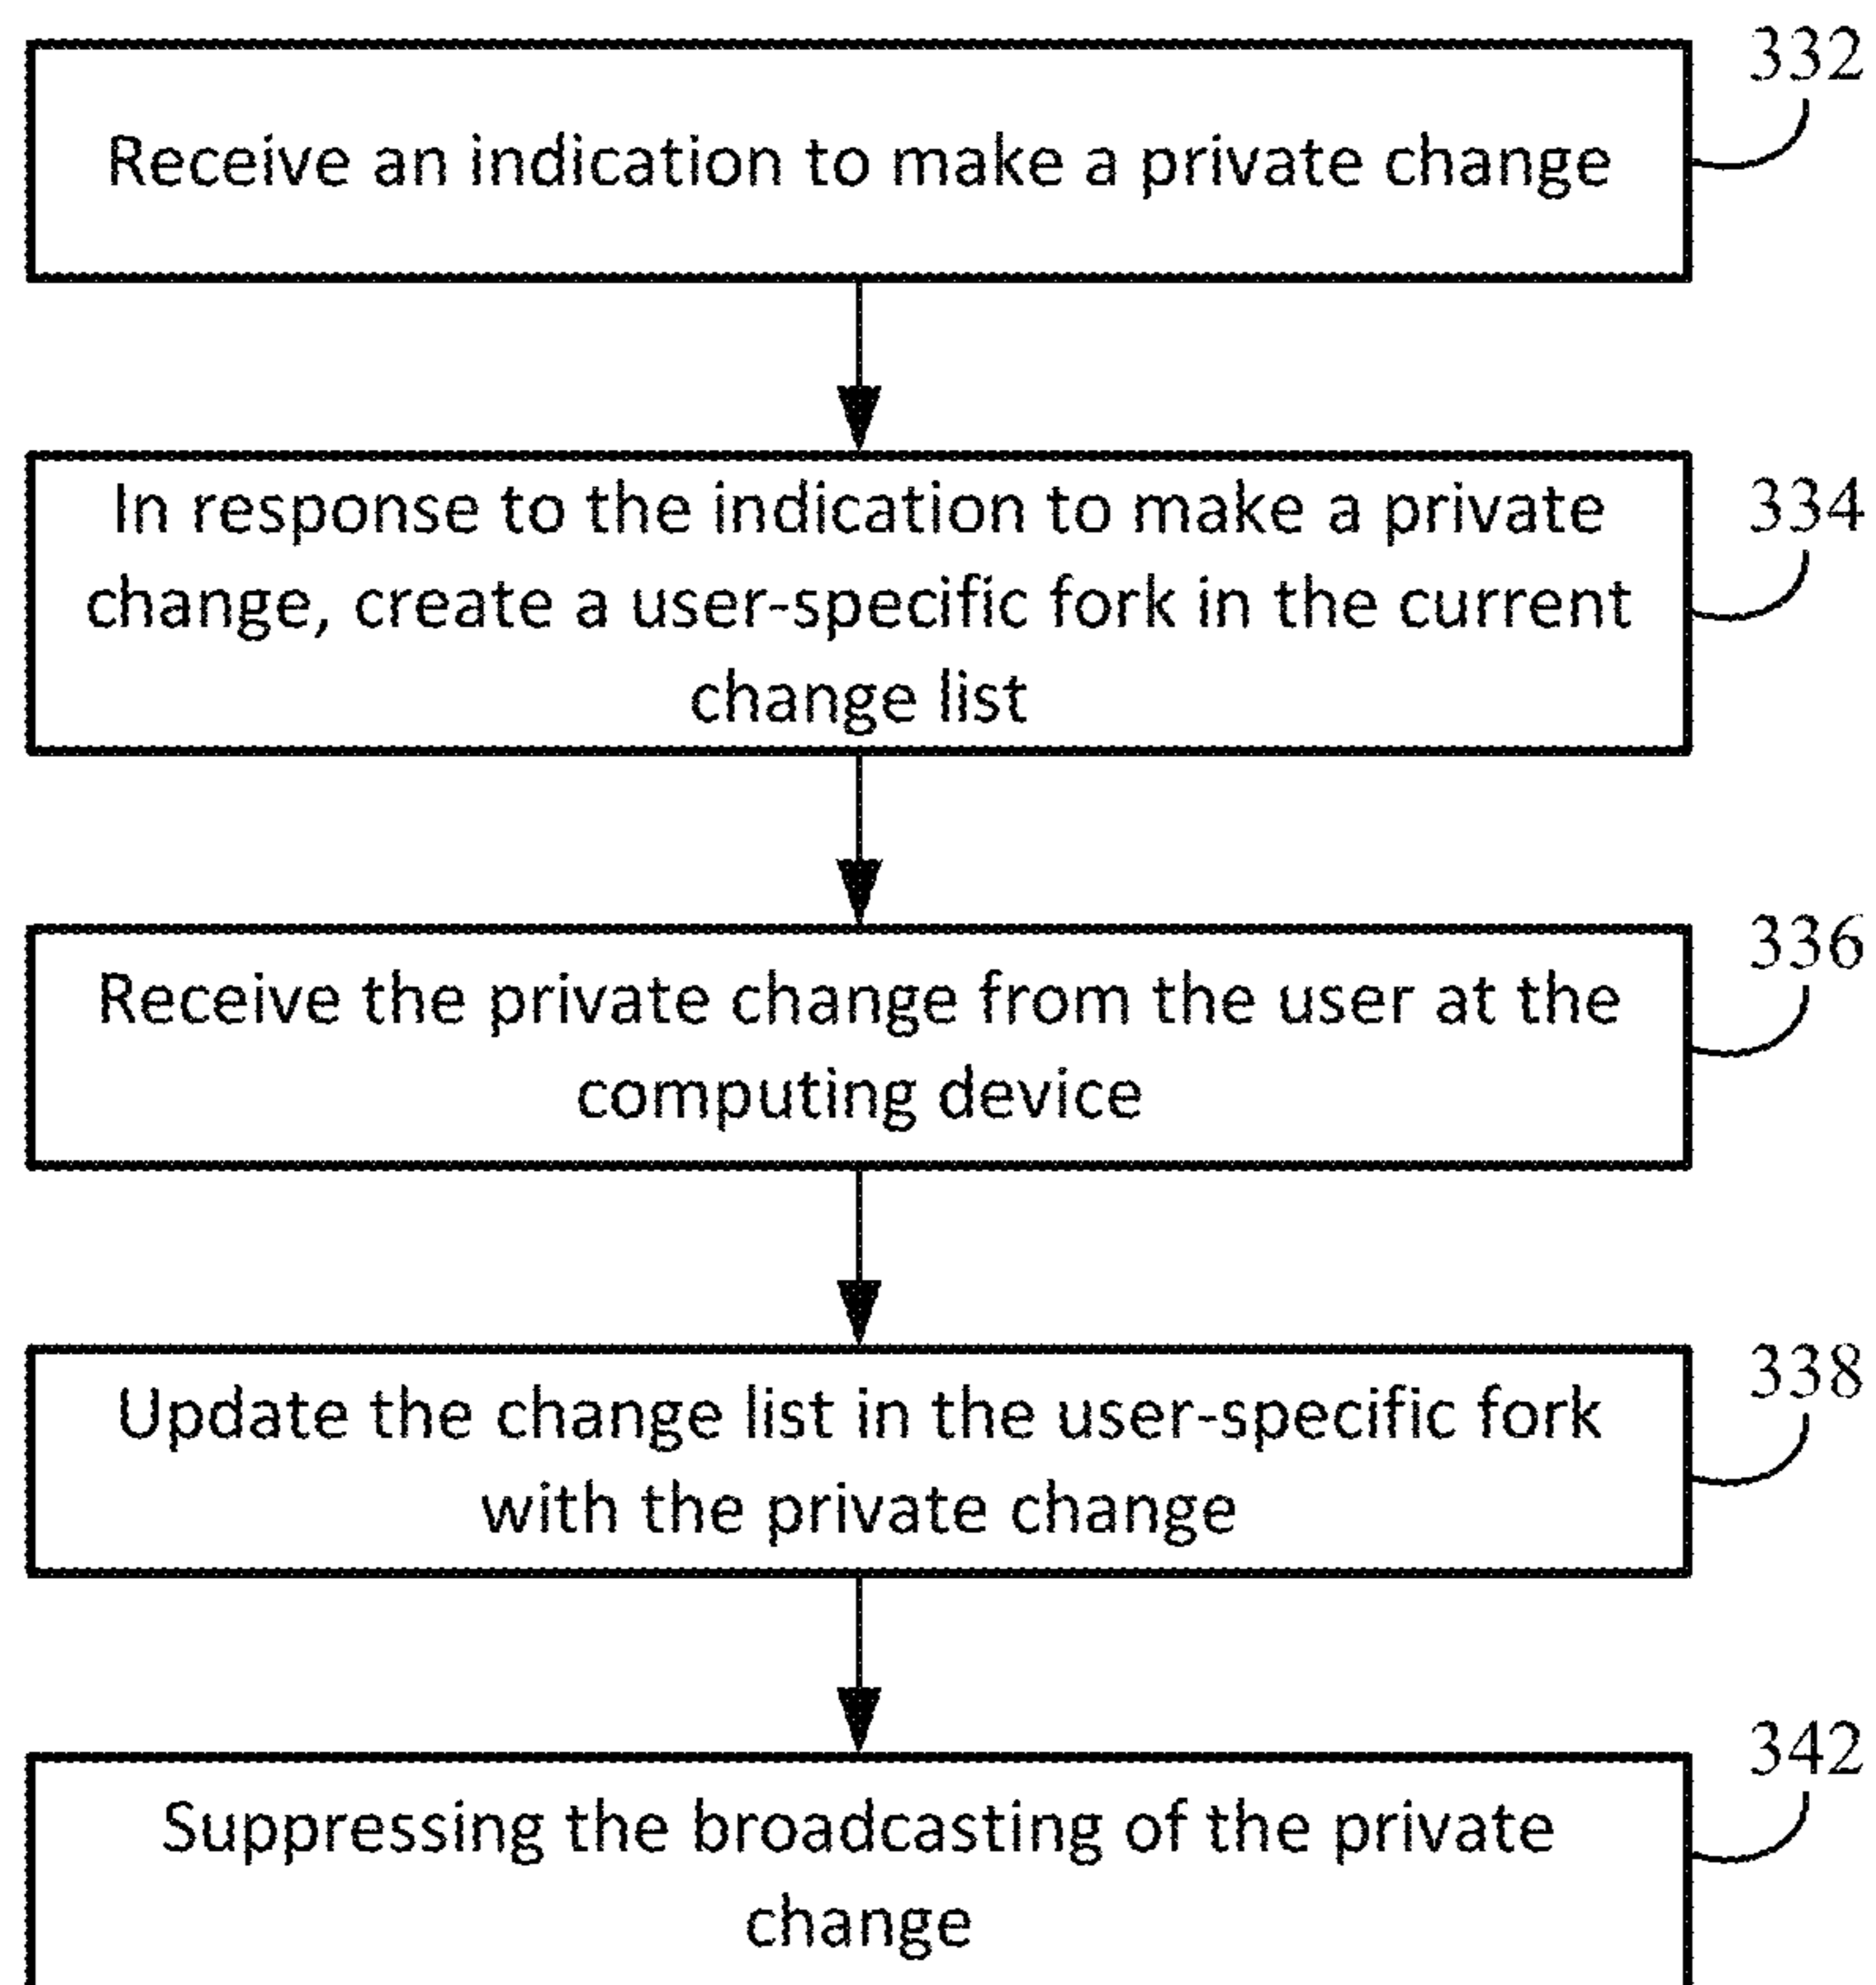 332
Receive an indication to make a private change
In response to the indication to make a private
change, create a user-specific fork in the current
change list
334
Receive the private change from the user at the
computing device
336
Update the change list in the user-specific fork
with the private change
338
Suppressing the broadcasting of the private
change
342